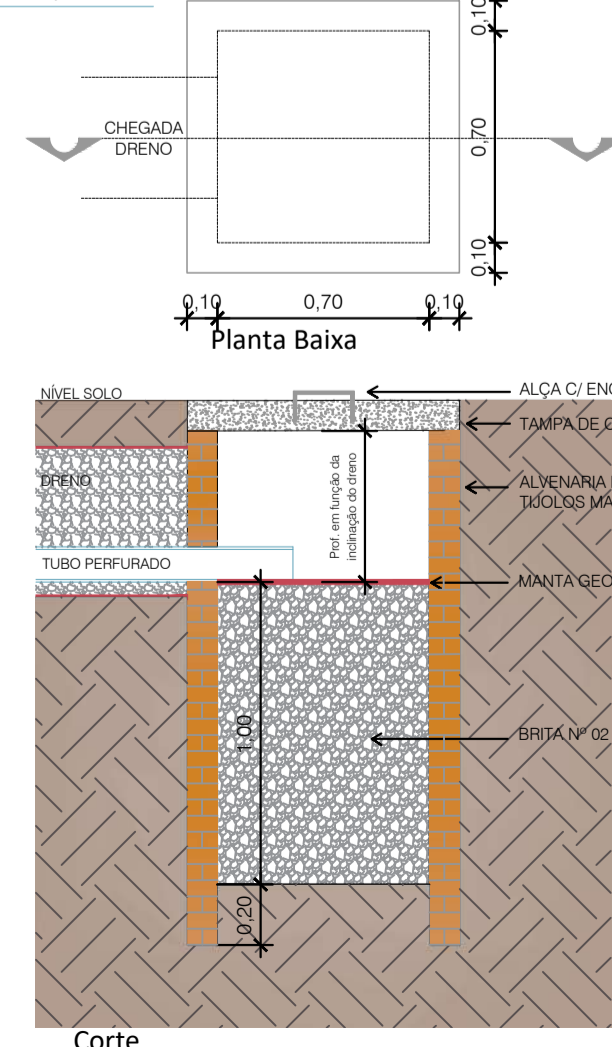 0,10
CHEGADA
DRENO
0,70
0,10
0,10
0,70
0,10
Planta Baixa
NÍVEL SOLO
ALÇA C/
TAMPA DE
DRENO
Prof. em função da
inclinação do dreno
ALVENARIA
TIJOLOS
TUBO PERFURADO
MANTA
BRITA Nº 02
1,00
0,20
Corte